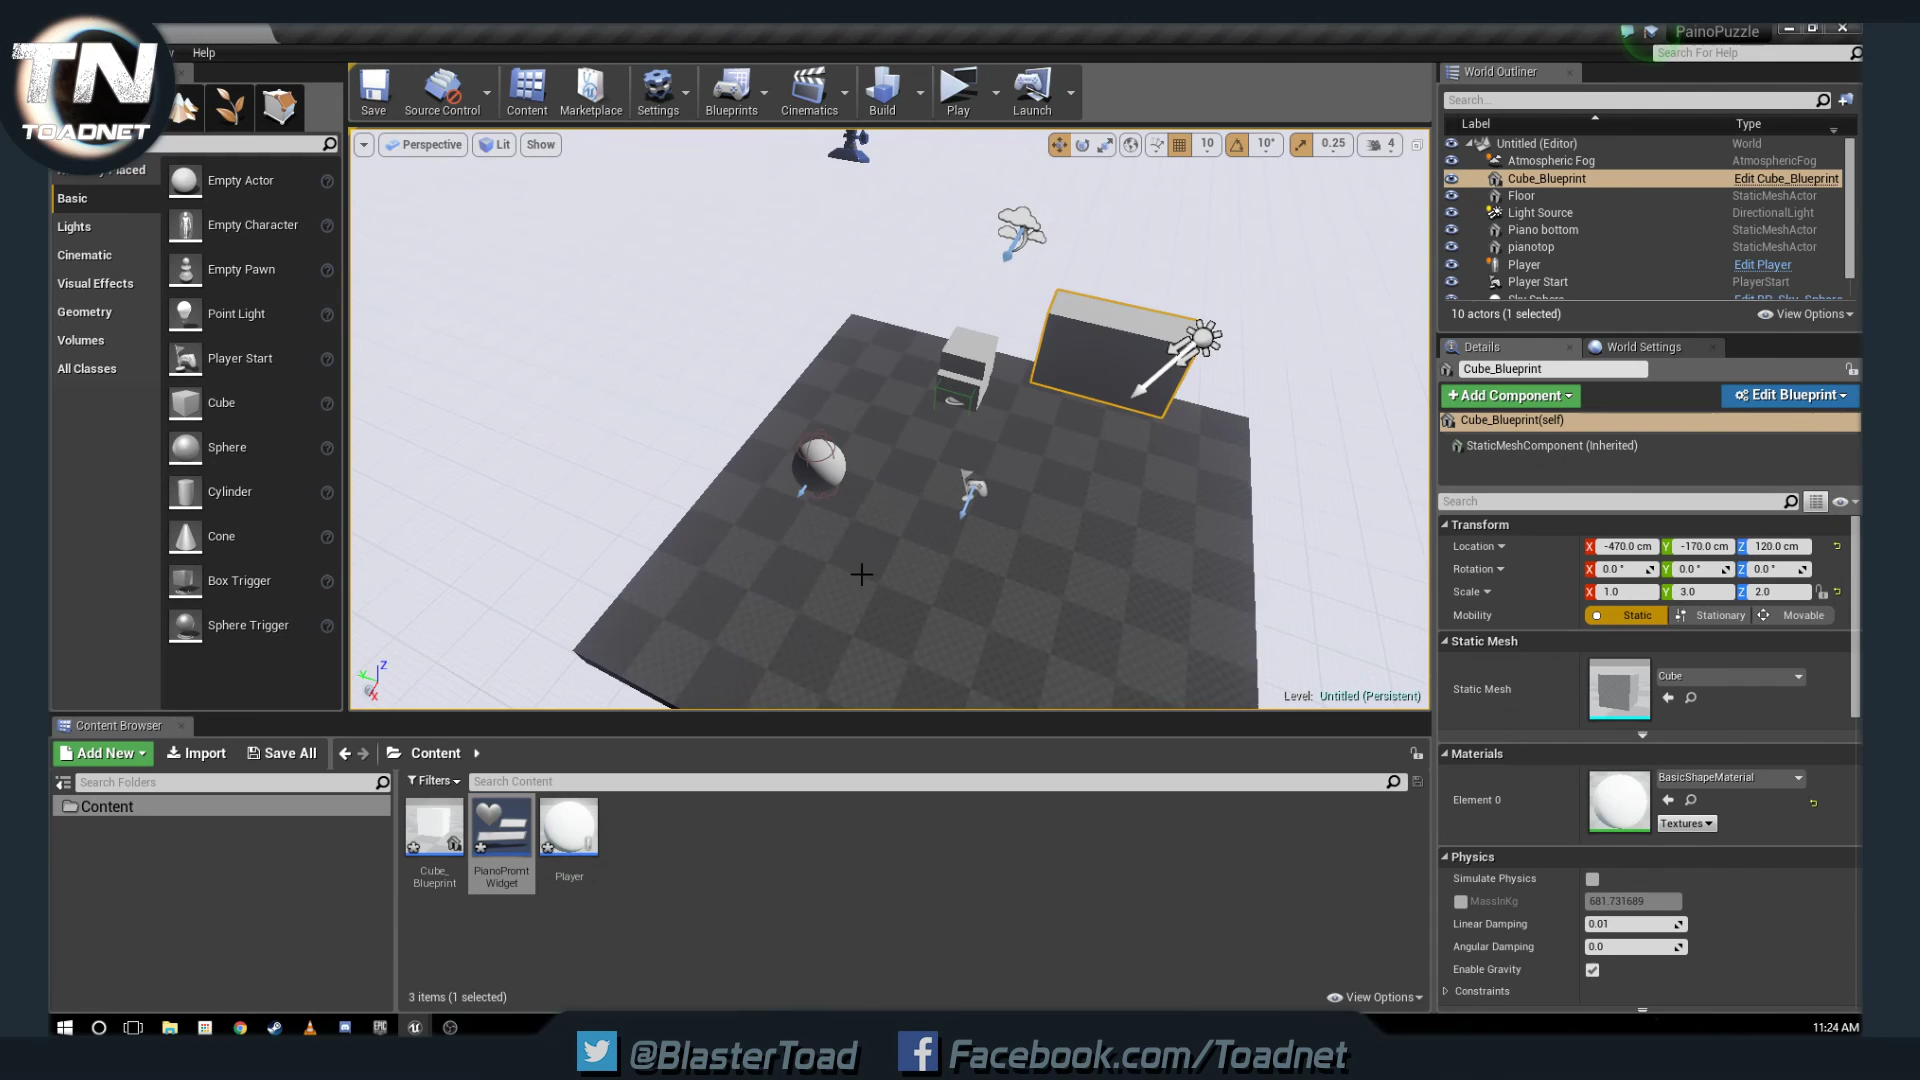 TN
TOADNET
Help
PainoPuzzle
Search For Help
Save
Source Control
Content
Marketplace
Settings
Blueprints
Cinematics
Build
Play
Launch
Basic
Lights
Cinematic
Visual Effects
Geometry
Volumes
All Classes
Empty Actor
Empty Character
Empty Pawn
Point Light
Player Start
Cube
Sphere
Cylinder
Cone
Box Trigger
Sphere Trigger
Perspective
Lit
Show
10
10°
0.25
4
Level: Untitled (Persistent)
World Outliner
Search...
Label Type
Untitled (Editor) World
Atmospheric Fog AtmosphericFog
Cube_Blueprint Edit Cube_Blueprint
Floor StaticMeshActor
Light Source DirectionalLight
Piano bottom StaticMeshActor
pianotop StaticMeshActor
Player Edit Player
Player Start PlayerStart
10 actors (1 selected)
View Options
Details
World Settings
Cube_Blueprint
+Add Component
Edit Blueprint
Cube_Blueprint(self)
StaticMeshComponent (Inherited)
Search
Transform
Location X -470.0 cm Y -170.0 cm Z 120.0 cm
Rotation X 0.0° Y 0.0° Z 0.0°
Scale X 1.0 Y 3.0 Z 2.0
Mobility Static Stationary Movable
Static Mesh
Static Mesh Cube
Materials
Element 0 BasicShapeMaterial
Textures
Physics
Simulate Physics
MassInKg 681.731689
Linear Damping 0.01
Angular Damping 0.0
Enable Gravity
Constraints
Content Browser
Add New
Import
Save All
Content
Search Folders
Content
Filters
Search Content
Cube_
Blueprint
PianoPromt
Widget
Player
3 items (1 selected)
View Options
EPIC
11:24 AM
@BlasterToad
Facebook.com/Toadnet